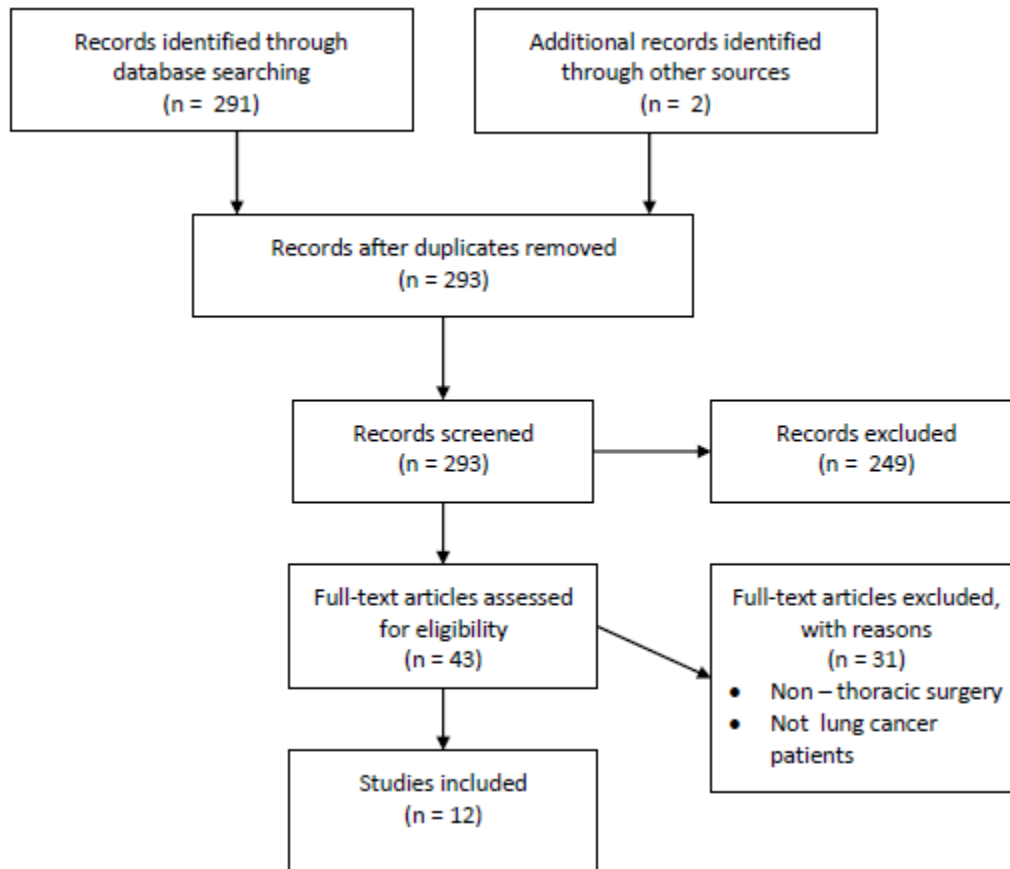 Records identified through
database searching
(n = 291)
Additional records identified
through other sources
(n = 2)
Records after duplicates removed
(n = 293)
Records screened
(n = 293)
Records excluded
(n = 249)
Full-text articles assessed
for eligibility
(n = 43)
Full-text articles excluded,
with reasons
(n = 31)
• Non – thoracic surgery
• Not lung cancer
patients
Studies included
(n = 12)